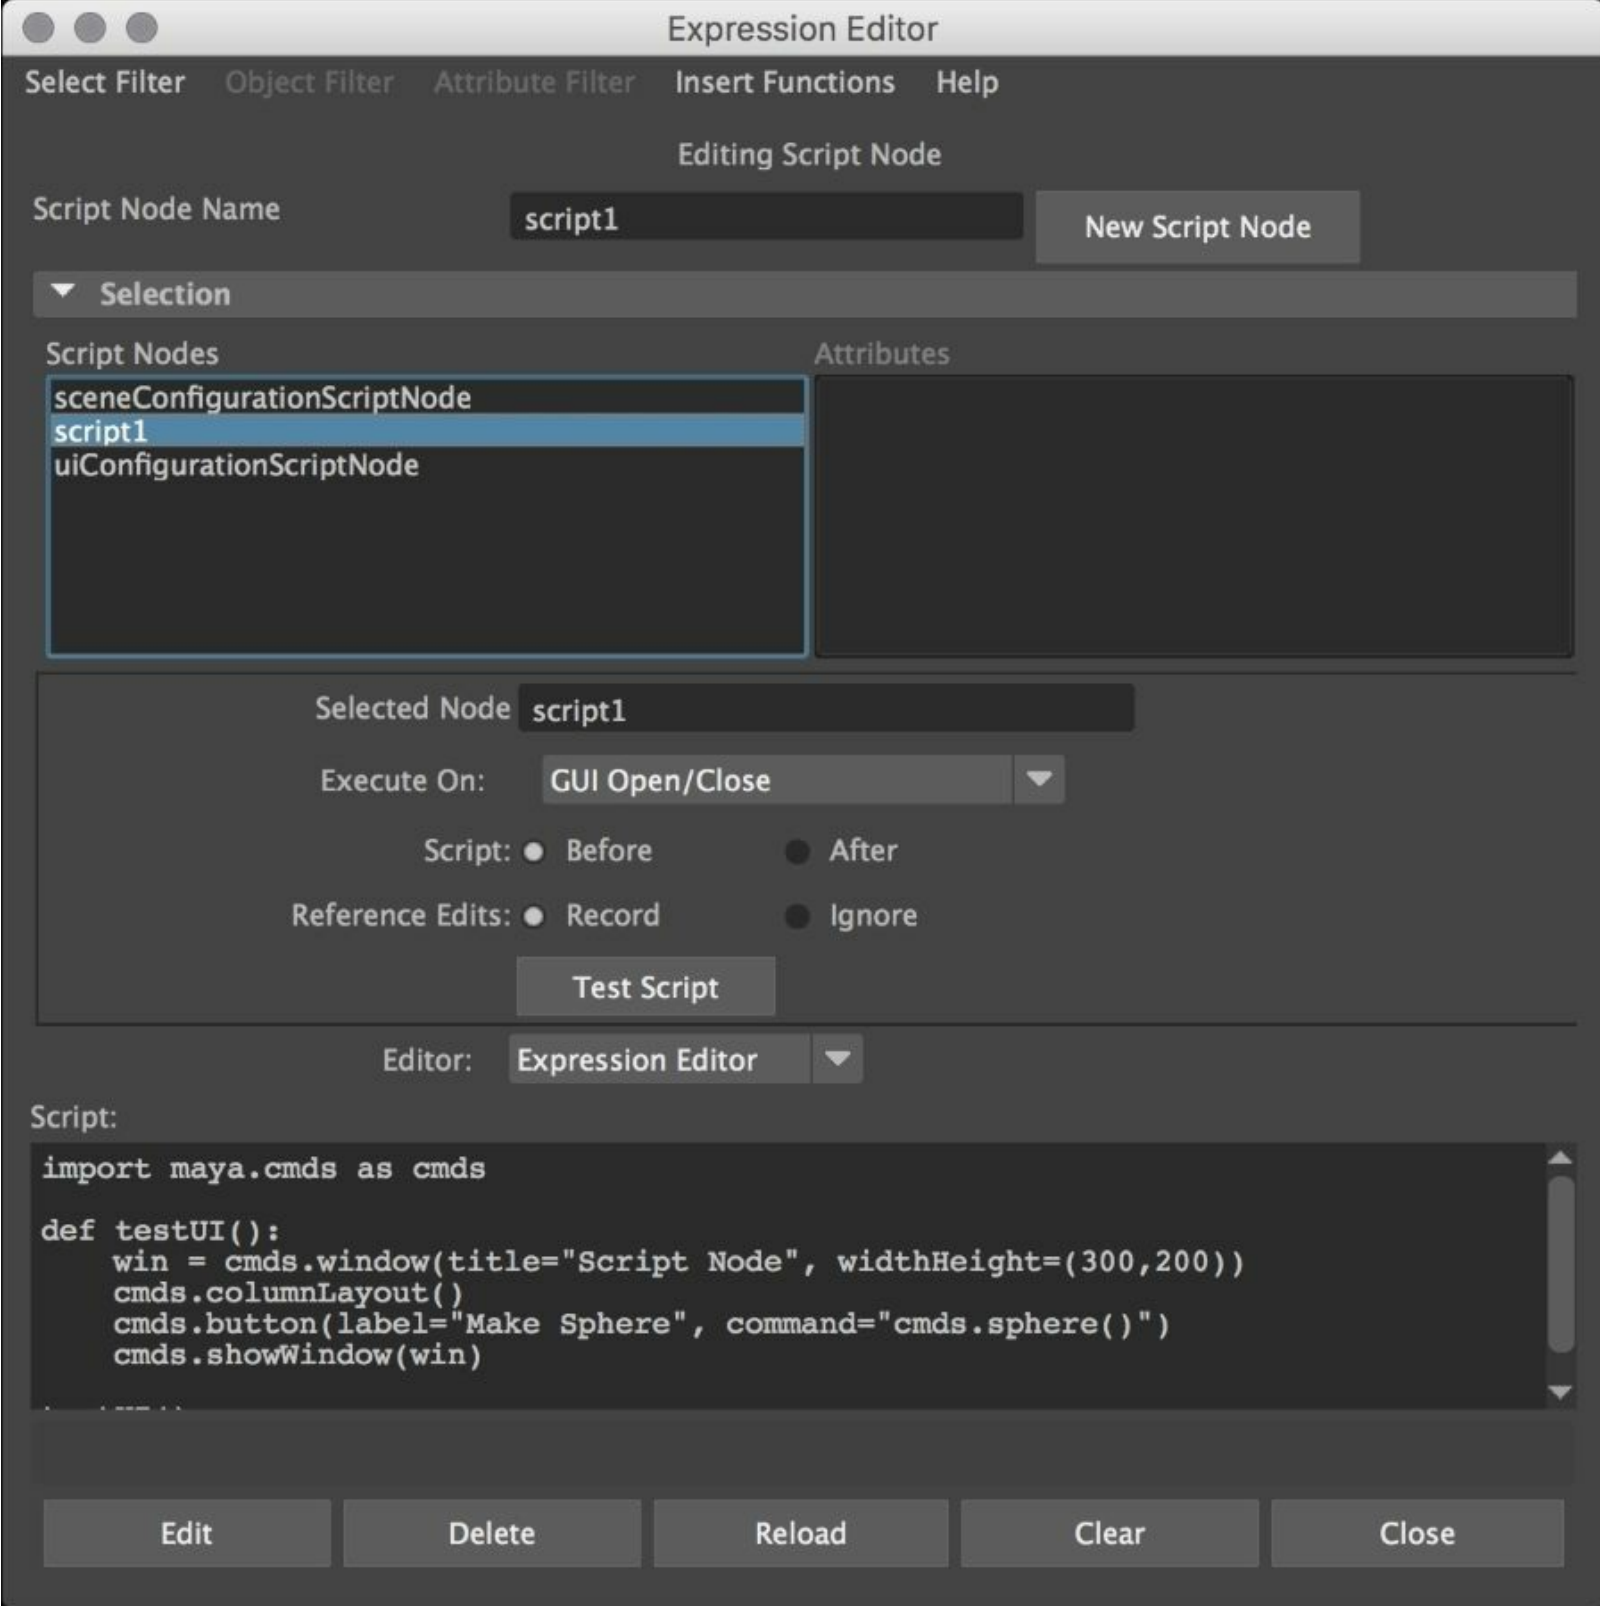 Expression Editor
Select Filter Object Filter Attribute Filter Insert Functions Help
Editing Script Node
Script Node Name script1 New Script Node
Selection
Script Nodes Attributes
sceneConfigurationScriptNode
script1
uiConfigurationScriptNode
Selected Node script1
Execute On: GUI Open/Close
Script: Before After
Reference Edits: Record Ignore
Test Script
Editor: Expression Editor
Script:
import maya.cmds as cmds
def testUI():
    win = cmds.window(title="Script Node", widthHeight=(300,200))
    cmds.columnLayout()
    cmds.button(label="Make Sphere", command="cmds.sphere()")
    cmds.showWindow(win)
Edit Delete Reload Clear Close